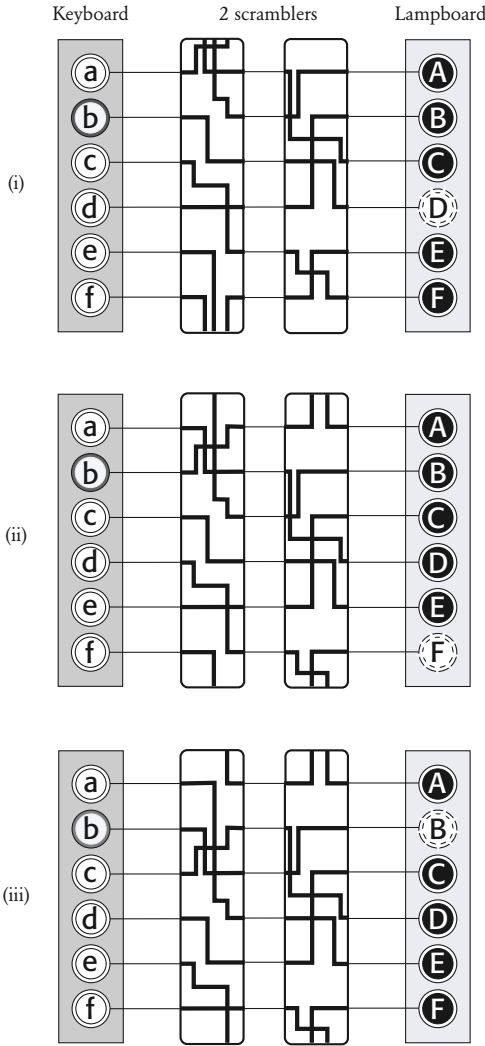 Keyboard 2 scramblers Lampboard
a A
b B
c C
(i)
d D
e E
f F
a A
b B
c C
(ii)
d D
e E
f F
a A
b B
c C
(iii)
d D
e E
f F